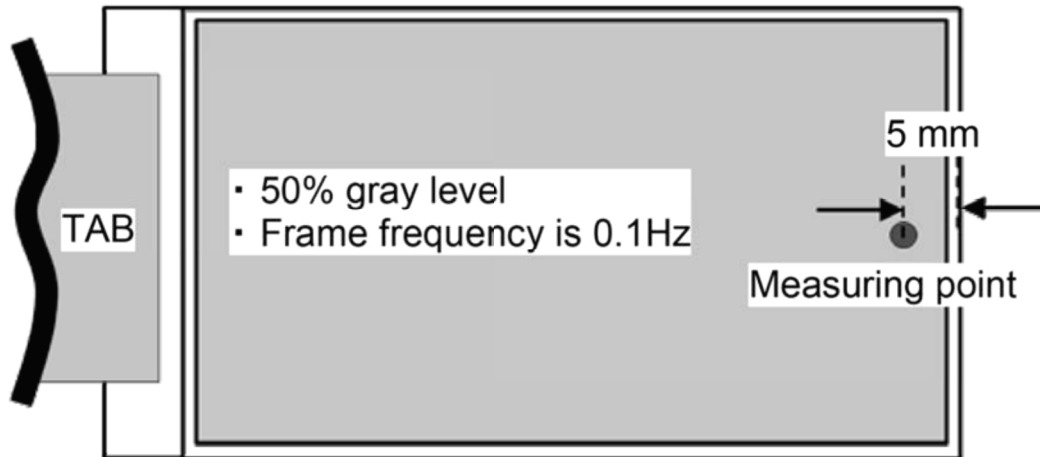 5 mm
・50% gray level
TAB
・Frame frequency is 0.1Hz
Measuring point